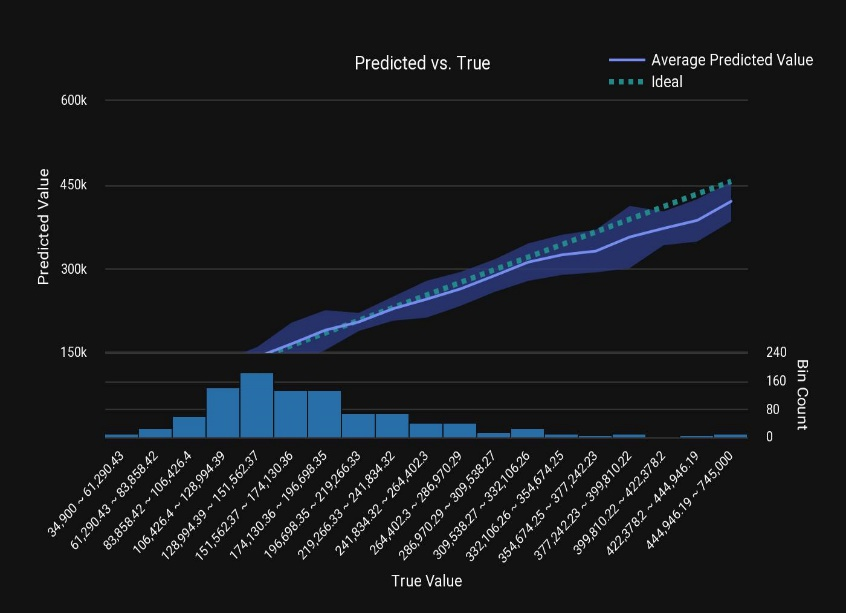 Predicted vs. True
Average Predicted Value
Ideal
Predicted Value
600k
450k
300k
150k
240
160
80
0
Bin Count
34,900 ~ 61,290.43
61,290.43 ~ 83,858.42
83,858.42 ~ 106,426.4
106,426.4 ~ 128,994.39
128,994.39 ~ 151,562.37
151,562.37 ~ 174,130.36
174,130.36 ~ 196,698.35
196,698.35 ~ 219,266.33
219,266.33 ~ 241,834.32
241,834.32 ~ 264,402.3
264,402.3 ~ 286,970.29
286,970.29 ~ 309,538.27
309,538.27 ~ 332,106.26
332,106.26 ~ 354,674.25
354,674.25 ~ 377,242.23
377,242.23 ~ 399,810.22
399,810.22 ~ 422,378.2
422,378.2 ~ 444,946.19
444,946.19 ~ 745,000
True Value